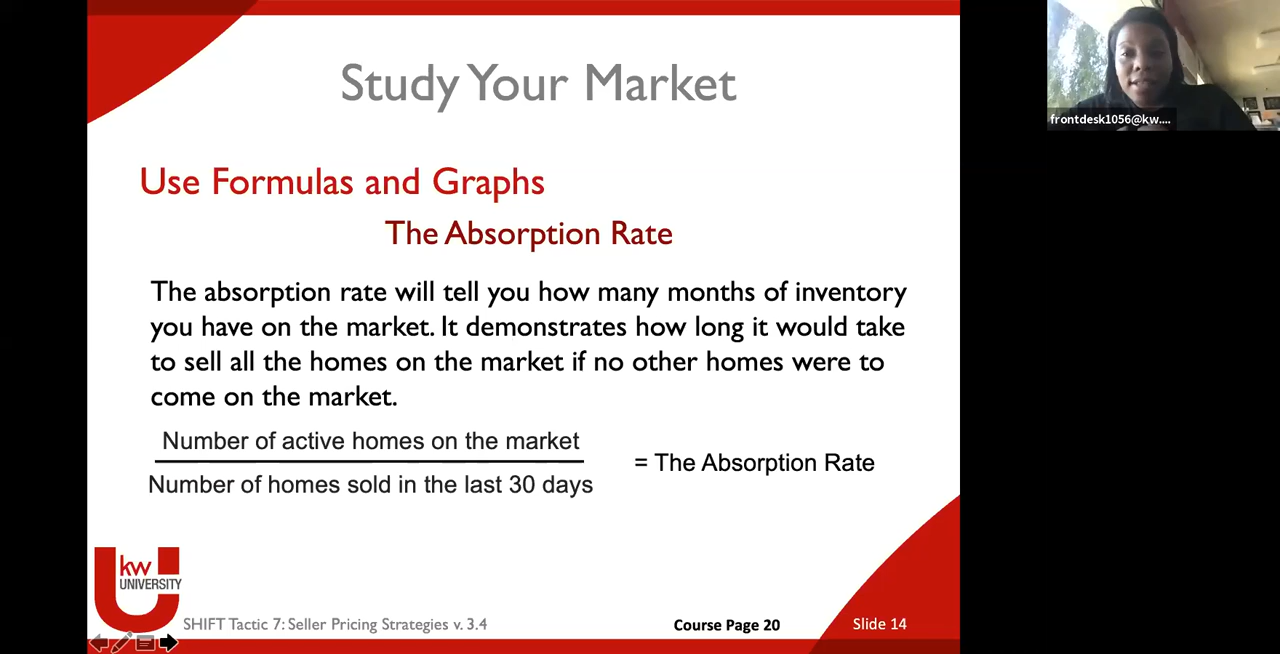 Study Your Market
frontdesk1056@kw....
Use Formulas and Graphs
The Absorption Rate
The absorption rate will tell you how many months of inventory
you have on the market. It demonstrates how long it would take
to sell all the homes on the market if no other homes were to
come on the market.
Number of active homes on the market
= The Absorption Rate
Number of homes sold in the last 30 days
kw
UNIVERSITY
SHIFT Tactic 7: Seller Pricing Strategies v. 3.4
Course Page 20
Slide 14